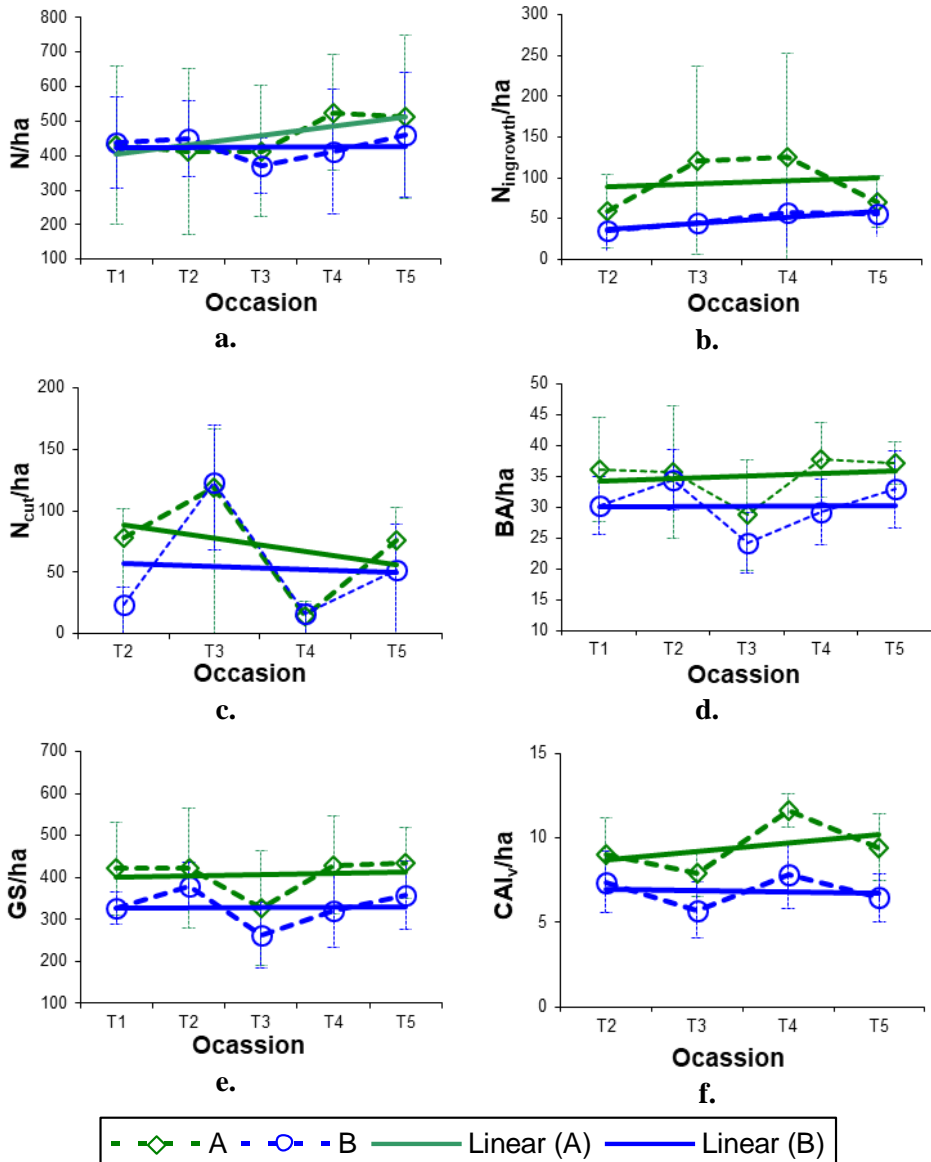 800
700
600
500
400
300
200
100
N/ha
T1 T2 T3 T4 T5
Occasion
a.
300
250
200
150
100
50
0
Ningrowth/ha
T2 T3 T4 T5
Occasion
b.
200
150
100
50
0
Ncut/ha
T2 T3 T4 T5
Occasion
c.
50
45
40
35
30
25
20
15
10
BA/ha
T1 T2 T3 T4 T5
Ocassion
d.
700
600
500
400
300
200
100
GS/ha
T1 T2 T3 T4 T5
Ocassion
e.
15
10
5
0
CAIv/ha
T2 T3 T4 T5
Ocassion
f.
A B Linear (A) Linear (B)